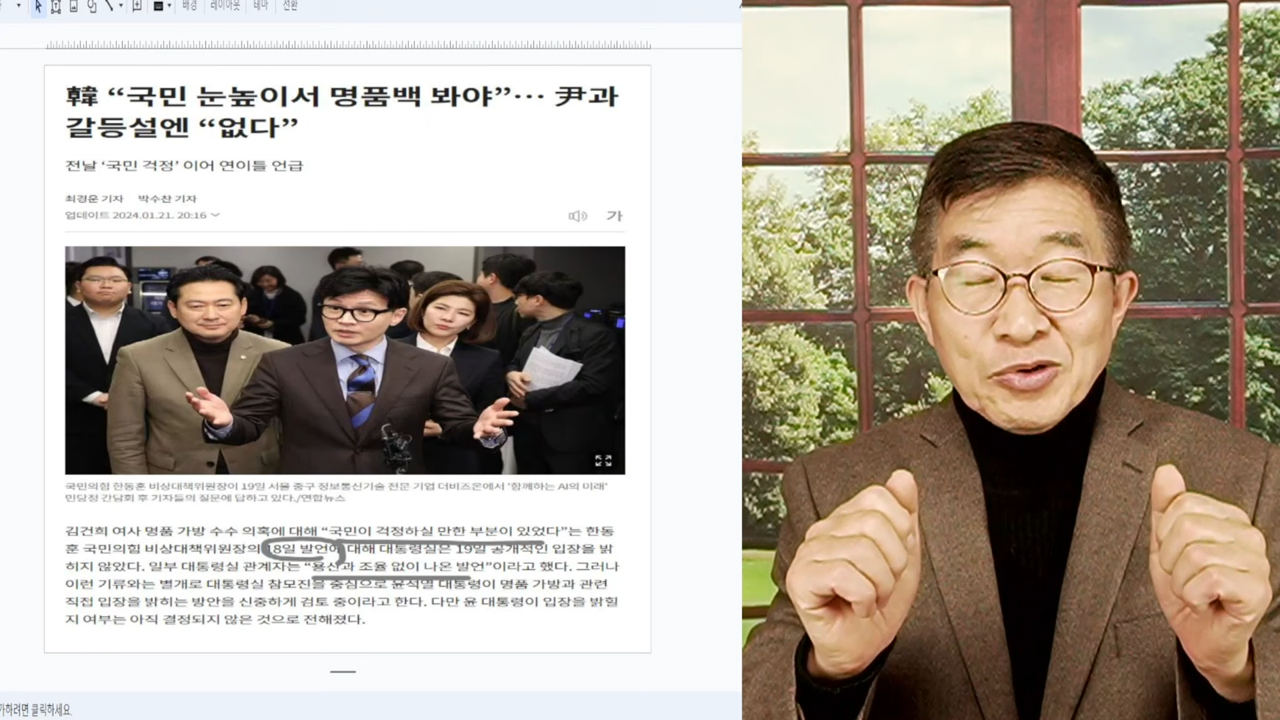 배경
레이아웃
테마
전환
韓 “국민 눈높이서 명품백 봐야”… 尹과
갈등설엔 “없다”
전날 ‘국민 걱정’ 이어 연이틀 언급
최경운 기자 박수찬 기자
업데이트 2024.01.21. 20:16
가
국민의힘 한동훈 비상대책위원장이 19일 서울 중구 정보통신기술 전문 기업 더비즈온에서 '함께하는 AI의 미래'
민당정 간담회 후 기자들의 질문에 답하고 있다./연합뉴스
김건희 여사 명품 가방 수수 의혹에 대해 “국민이 걱정하실 만한 부분이 있었다”는 한동
훈 국민의힘 비상대책위원장의 18일 발언에 대해 대통령실은 19일 공개적인 입장을 밝
히지 않았다. 일부 대통령실 관계자는 “용산과 조율 없이 나온 발언”이라고 했다. 그러나
이런 기류와는 별개로 대통령실 참모진을 중심으로 윤석열 대통령이 명품 가방과 관련
직접 입장을 밝히는 방안을 신중하게 검토 중이라고 한다. 다만 윤 대통령이 입장을 밝힐
지 여부는 아직 결정되지 않은 것으로 전해졌다.
가하려면 클릭하세요.